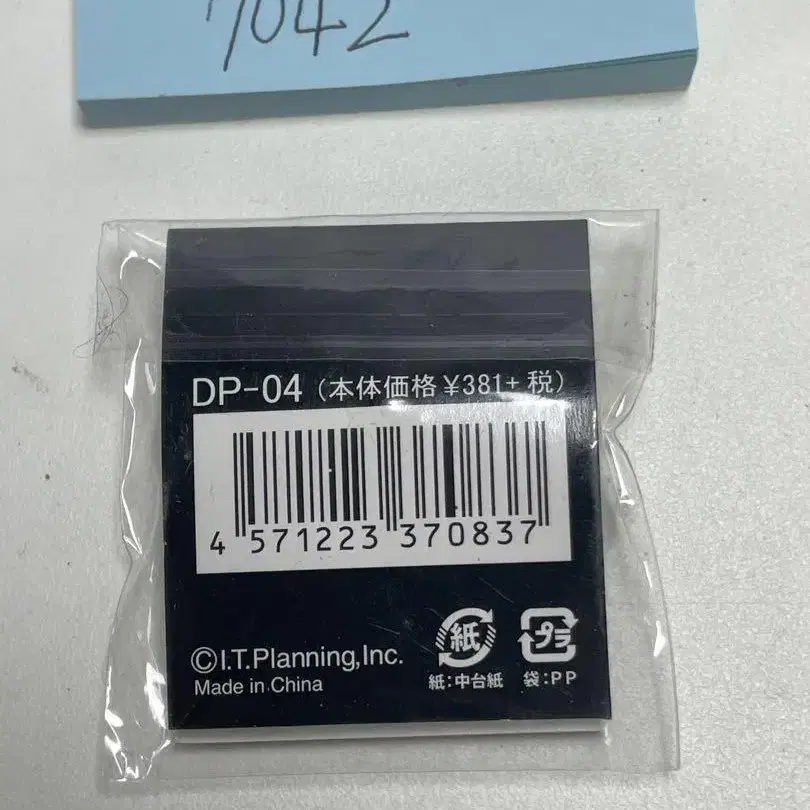 7042
DP-04 (本体価格¥381+税)
4 571223 370837
紙 プラ
©I.T.Planning,Inc.
Made in China
紙:中台紙 袋:PP